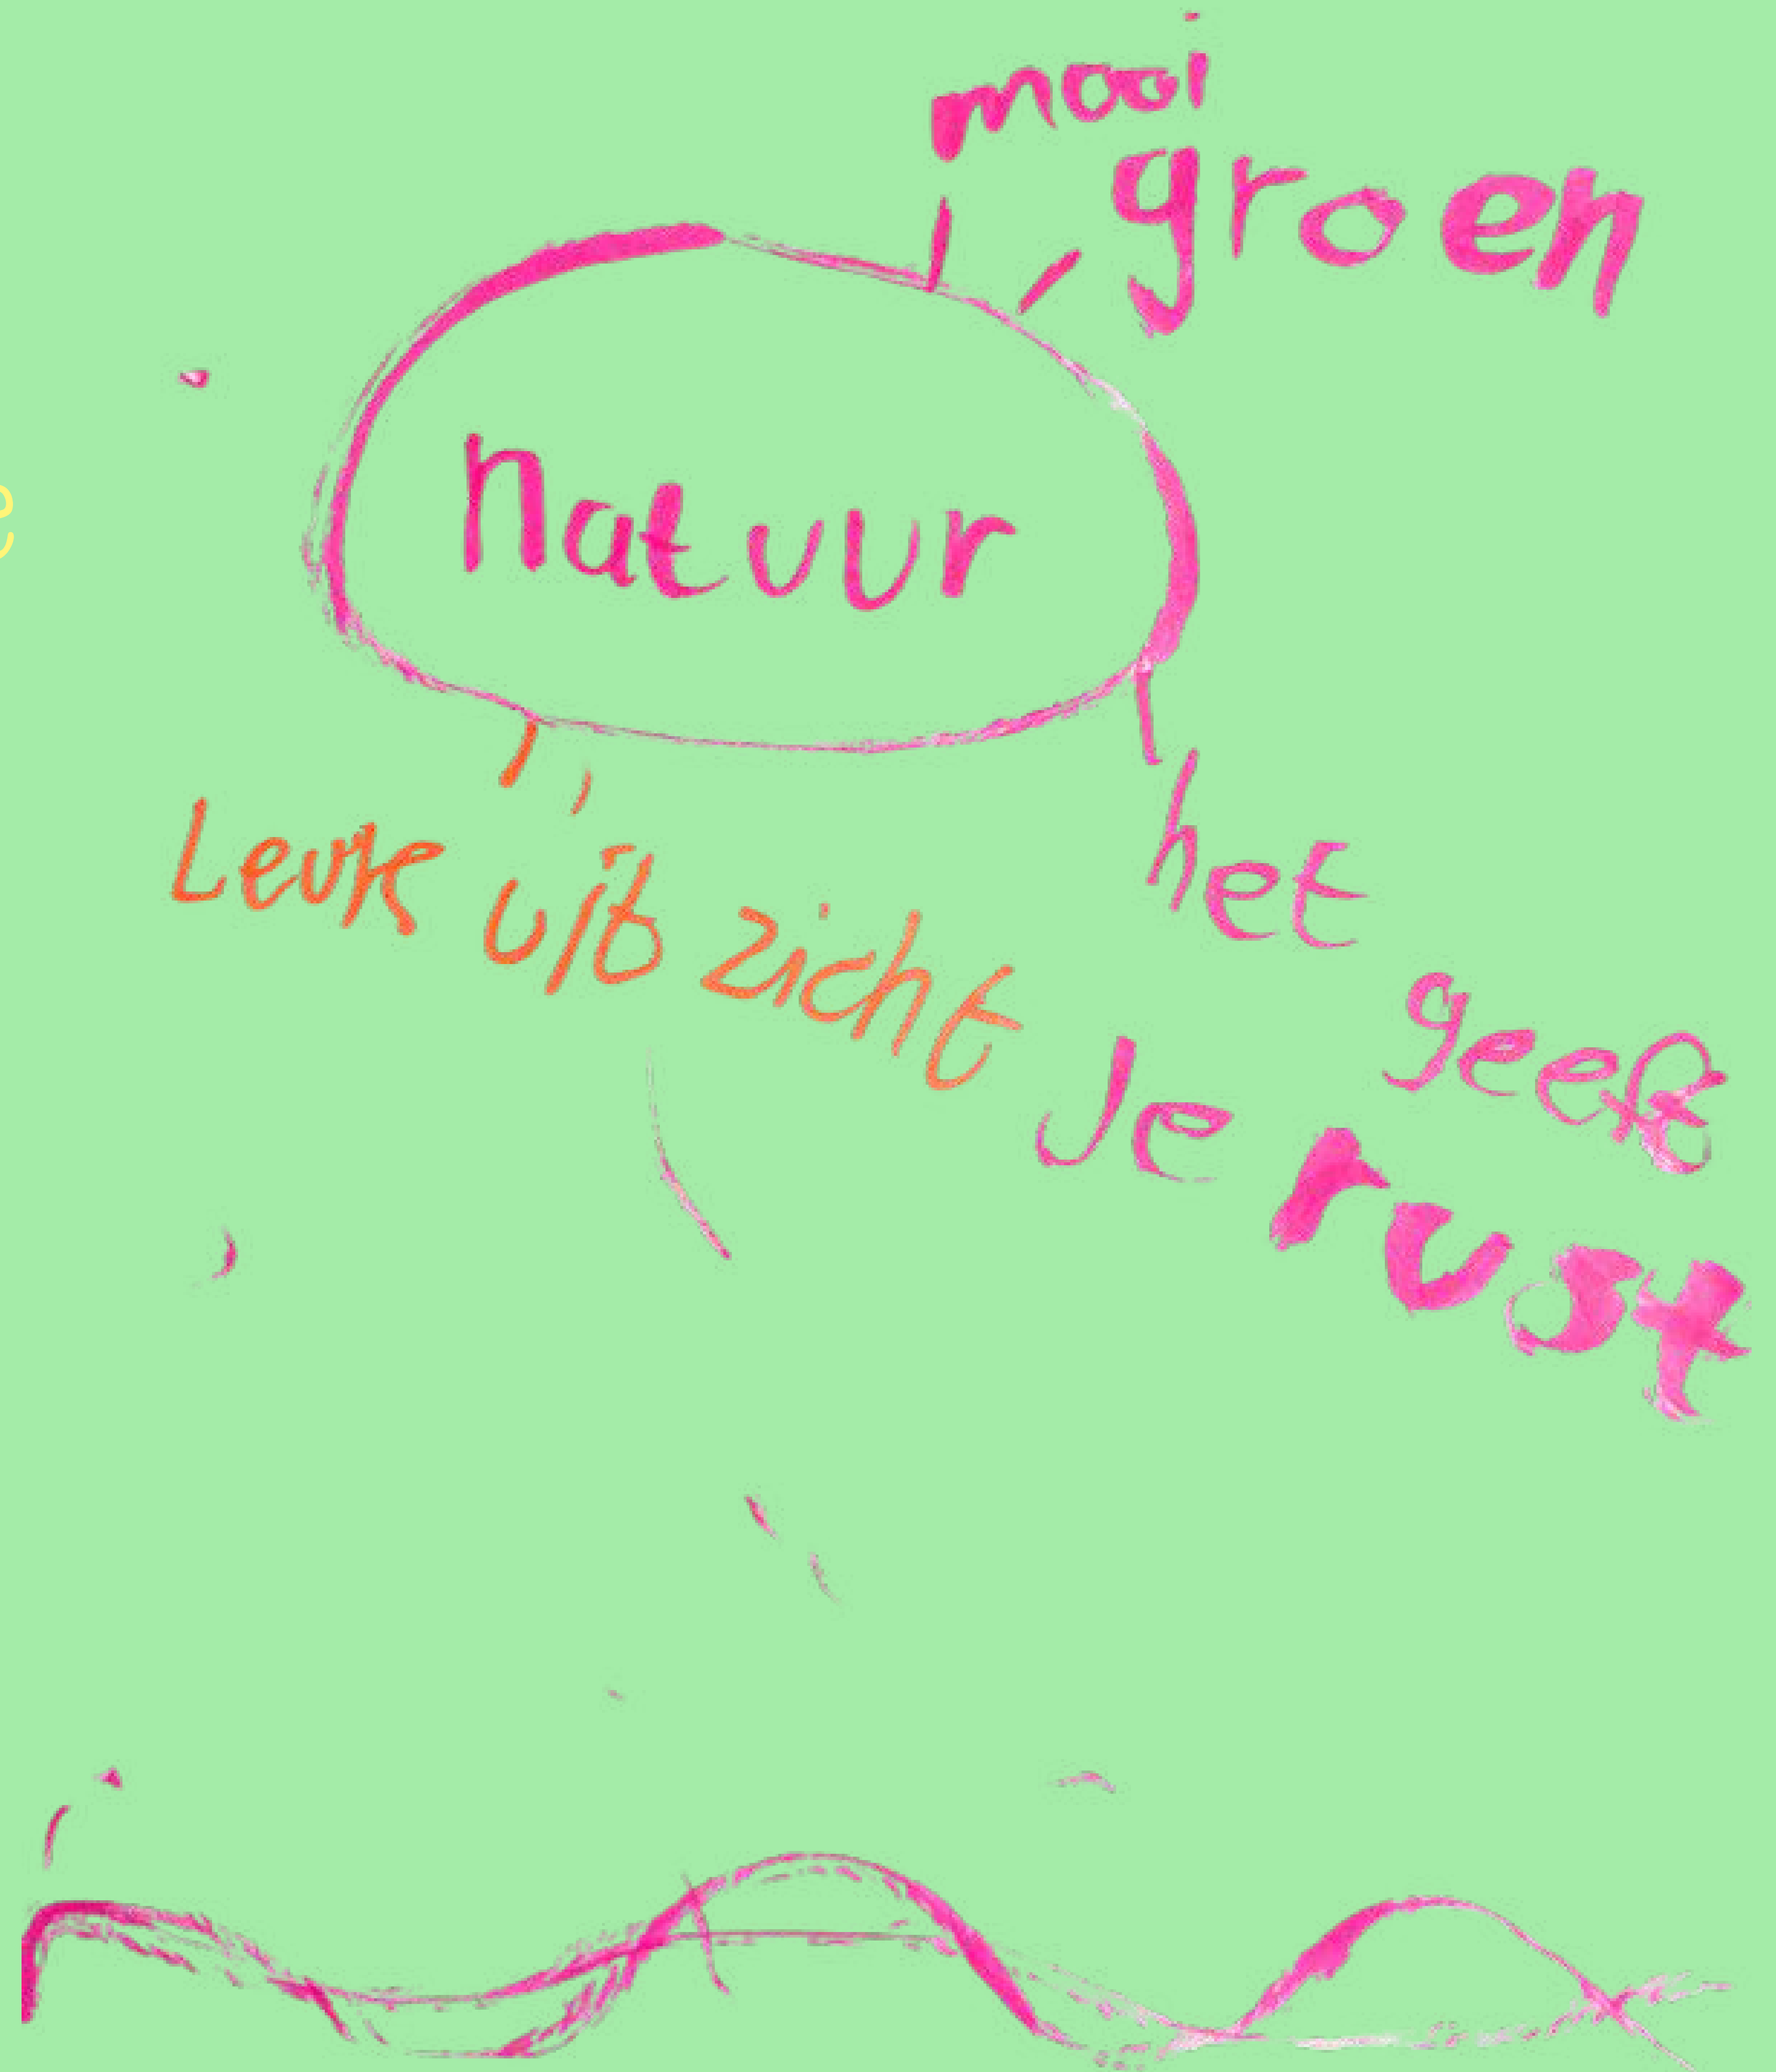 mooi
groen
natuur
Leuk uit zicht
het
geeft
Je rust